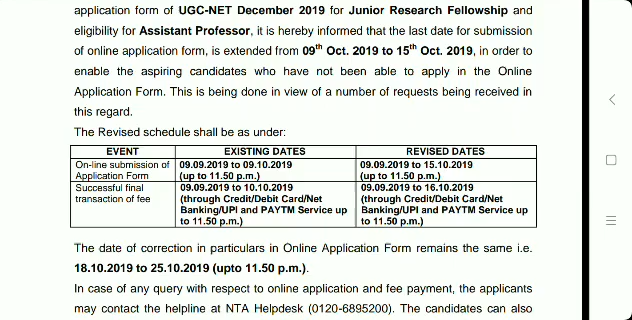 application form of UGC-NET December 2019 for Junior Research Fellowship and
eligibility for Assistant Professor, it is hereby informed that the last date for submission
of online application form, is extended from 09th Oct. 2019 to 15th Oct. 2019, in order to
enable the aspiring candidates who have not been able to apply in the Online
Application Form. This is being done in view of a number of requests being received in
this regard.
The Revised schedule shall be as under:
EVENT EXISTING DATES REVISED DATES
On-line submission of 09.09.2019 to 09.10.2019 09.09.2019 to 15.10.2019
Application Form (up to 11.50 p.m.) (up to 11.50 p.m.)
Successful final 09.09.2019 to 10.10.2019 09.09.2019 to 16.10.2019
transaction of fee (through Credit/Debit Card/Net (through Credit/Debit Card/Net
Banking/UPI and PAYTM Service up Banking/UPI and PAYTM Service up
to 11.50 p.m.) to 11.50 p.m.)
The date of correction in particulars in Online Application Form remains the same i.e.
18.10.2019 to 25.10.2019 (upto 11.50 p.m.).
In case of any query with respect to online application and fee payment, the applicants
may contact the helpline at NTA Helpdesk (0120-6895200). The candidates can also